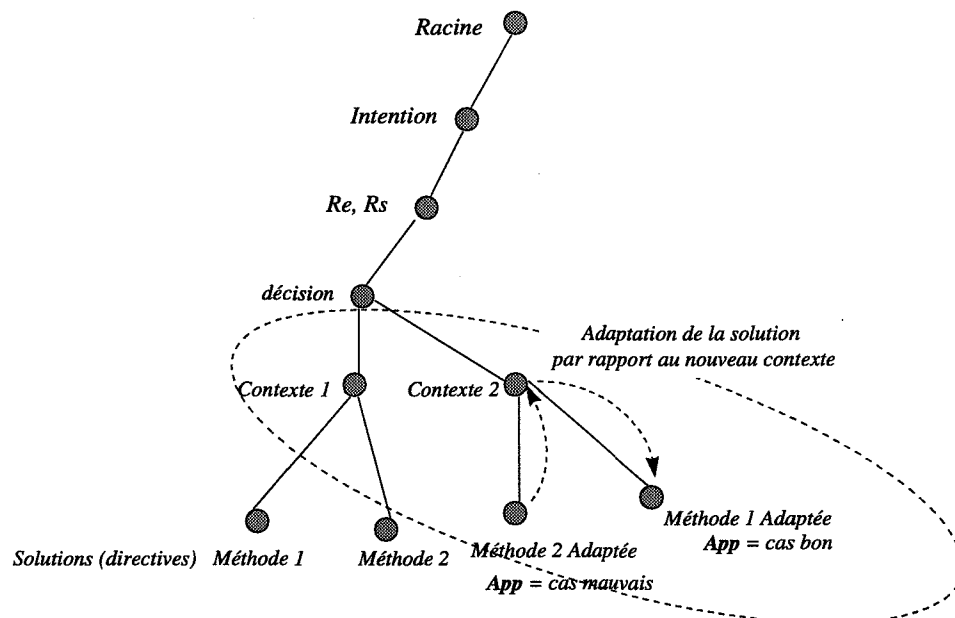 Racine
Intention
Re, Rs
décision
Adaptation de la solution
par rapport au nouveau contexte
Contexte 1
Contexte 2
Méthode 1 Adaptée
App = cas bon
Solutions (directives) Méthode 1
Méthode 2
Méthode 2 Adaptée
App = cas mauvais